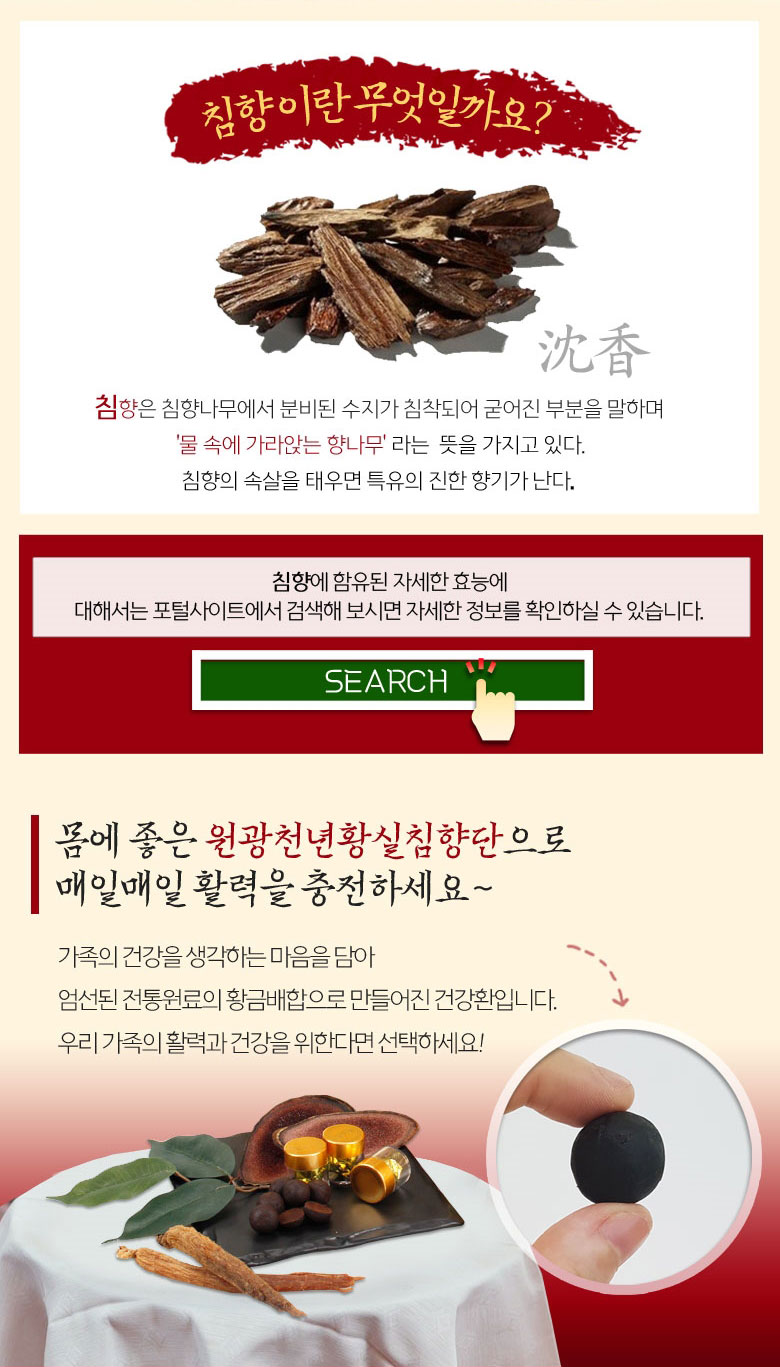 침향이란 무엇일까요?
沈香
침향은 침향나무에서 분비된 수지가 침착되어 굳어진 부분을 말하며
'물 속에 가라앉는 향나무' 라는 뜻을 가지고 있다.
침향의 속살을 태우면 특유의 진한 향기가 난다.
침향에 함유된 자세한 효능에
대해서는 포털사이트에서 검색해 보시면 자세한 정보를 확인하실 수 있습니다.
SEARCH
몸에 좋은 원광천년황실침향단으로
매일매일 활력을 충전하세요~
가족의 건강을 생각하는 마음을 담아
엄선된 전통원료의 황금배합으로 만들어진 건강환입니다.
우리 가족의 활력과 건강을 위한다면 선택하세요!